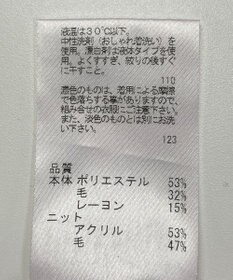 液温は30℃以下、
中性洗剤（おしゃれ着洗い）を
使用。漂白剤は液体タイプを使
用。よくすすぎ、絞りの後すぐ
に干すこと。
110
濃色のものは、着用による摩擦
で色落ちする事がありますので、
組み合せの衣服にご注意下さい。
また、淡色のものとは別にお洗
い下さい。
123
品質
本体 ポリエステル 53%
毛 32%
レーヨン 15%
ニット
アクリル 53%
毛 47%